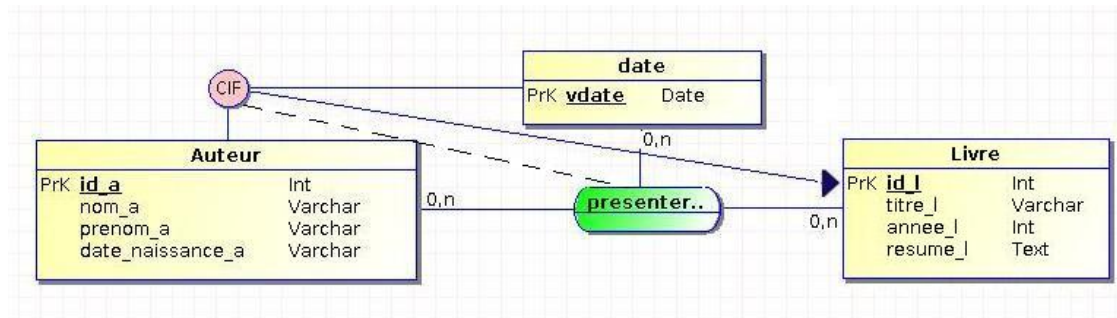 CIF
date
PrK vdate Date
0,n
Auteur
PrK id_a Int
nom_a Varchar
prenom_a Varchar
date_naissance_a Varchar
0,n
presenter..
0,n
Livre
PrK id_l Int
titre_l Varchar
annee_l Int
resume_l Text